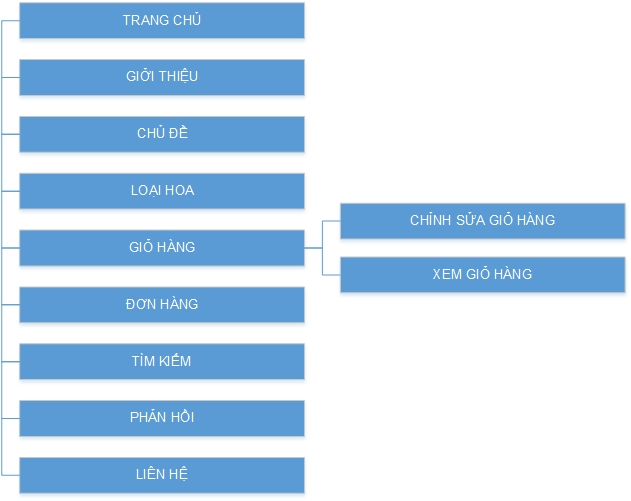 TRANG CHỦ
GIỚI THIỆU
CHỦ ĐỀ
LOẠI HOA
GIỎ HÀNG
CHỈNH SỬA GIỎ HÀNG
XEM GIỎ HÀNG
ĐƠN HÀNG
TÌM KIẾM
PHẢN HỒI
LIÊN HỆ